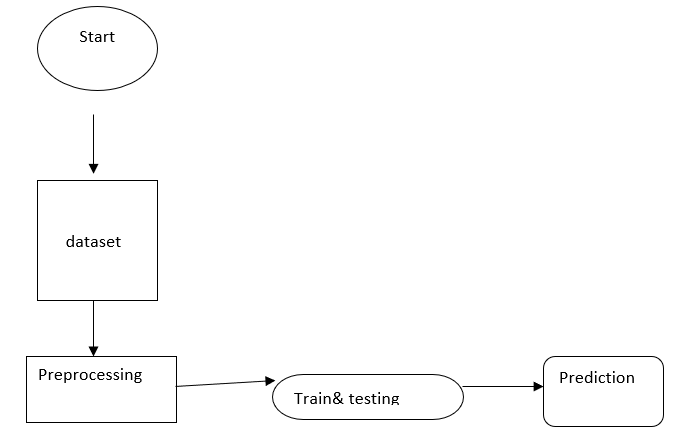 Start
dataset
Preprocessing
Train& testing
Prediction